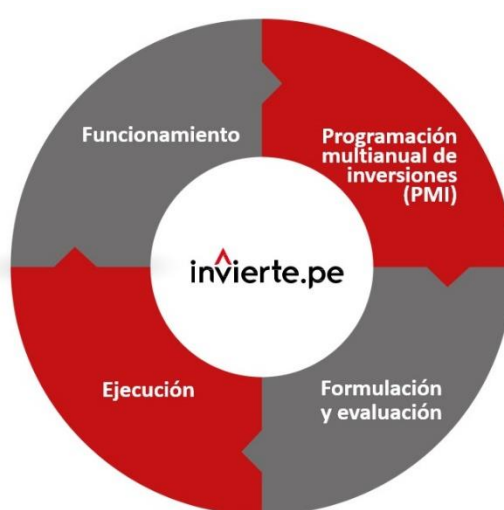 Funcionamiento
Programación
multianual de
inversiones
(PMI)
invierte.pe
Ejecución
Formulación
y evaluación